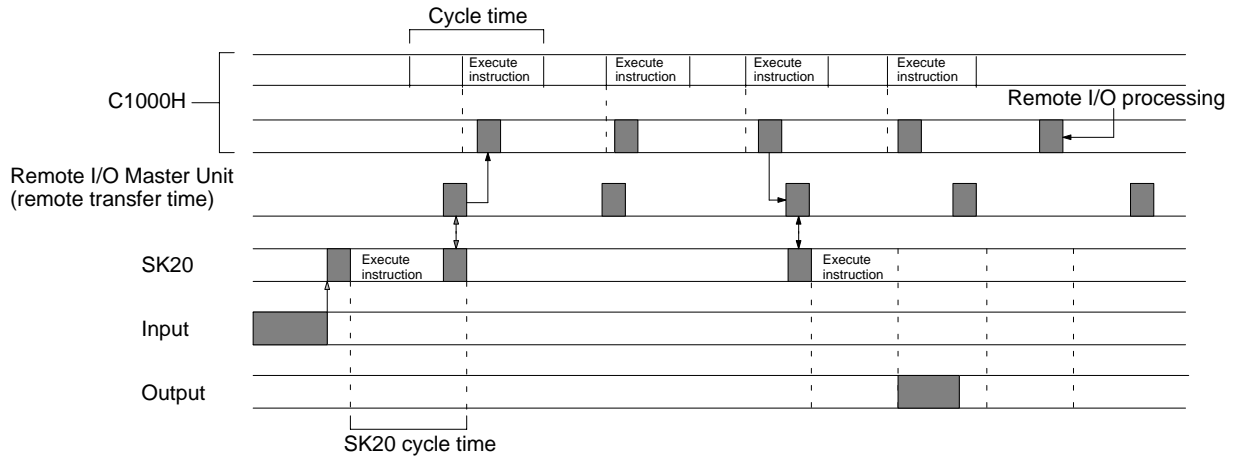 Cycle time
Execute
instruction
Execute
instruction
Execute
instruction
Execute
instruction
C1000H
Remote I/O processing
Remote I/O Master Unit
(remote transfer time)
SK20
Execute
instruction
Execute
instruction
Input
Output
SK20 cycle time